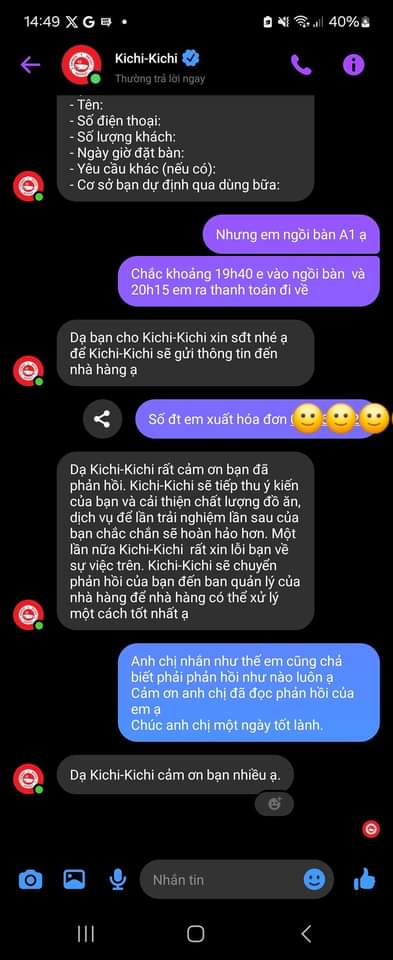 14:49
40%
Kichi-Kichi
Thường trả lời ngay
- Tên:
- Số điện thoại:
- Số lượng khách:
- Ngày giờ đặt bàn:
- Yêu cầu khác (nếu có):
- Cơ sở bạn dự định qua dùng bữa:
Nhưng em ngồi bàn A1 ạ
Chắc khoảng 19h40 e vào ngồi bàn và
20h15 em ra thanh toán đi về
Dạ bạn cho Kichi-Kichi xin sđt nhé ạ
để Kichi-Kichi sẽ gửi thông tin đến
nhà hàng ạ
Số đt em xuất hóa đơn
Dạ Kichi-Kichi rất cảm ơn bạn đã
phản hồi. Kichi-Kichi sẽ tiếp thu ý kiến
của bạn và cải thiện chất lượng đồ ăn,
dịch vụ để lần trải nghiệm lần sau của
bạn chắc chắn sẽ hoàn hảo hơn. Một
lần nữa Kichi-Kichi rất xin lỗi bạn về
sự việc trên. Kichi-Kichi sẽ chuyển
phản hồi của bạn đến ban quản lý của
nhà hàng để nhà hàng có thể xử lý
một cách tốt nhất ạ
Anh chị nhắn như thế em cũng chả
biết phải phản hồi như nào luôn ạ
Cảm ơn anh chị đã đọc phản hồi của
em ạ
Chúc anh chị một ngày tốt lành.
Dạ Kichi-Kichi cảm ơn bạn nhiều ạ.
Nhắn tin